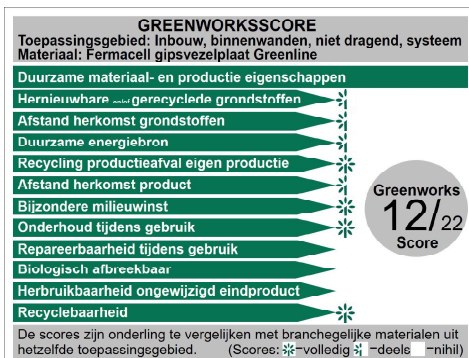 GREENWORKSSCORE
Toepassingsgebied: Inbouw, binnenwanden, niet dragend, systeem
Materiaal: Fermacell gipsvezelplaat Greenline
Duurzame materiaal- en productie eigenschappen
Hernieuwbare en/of gerecyclede grondstoffen
Afstand herkomst grondstoffen
Duurzame energiebron
Recycling productieafval eigen productie
Afstand herkomst product
Bijzondere milieuwinst
Onderhoud tijdens gebruik
Repareerbaarheid tijdens gebruik
Biologisch afbreekbaar
Herbruikbaarheid ongewijzigd eindproduct
Recyclebaarheid
Greenworks
12/22
Score
De scores zijn onderling te vergelijken met branchegelijke materialen uit
hetzelfde toepassingsgebied. (Scores: =volledig =deels =nihil)